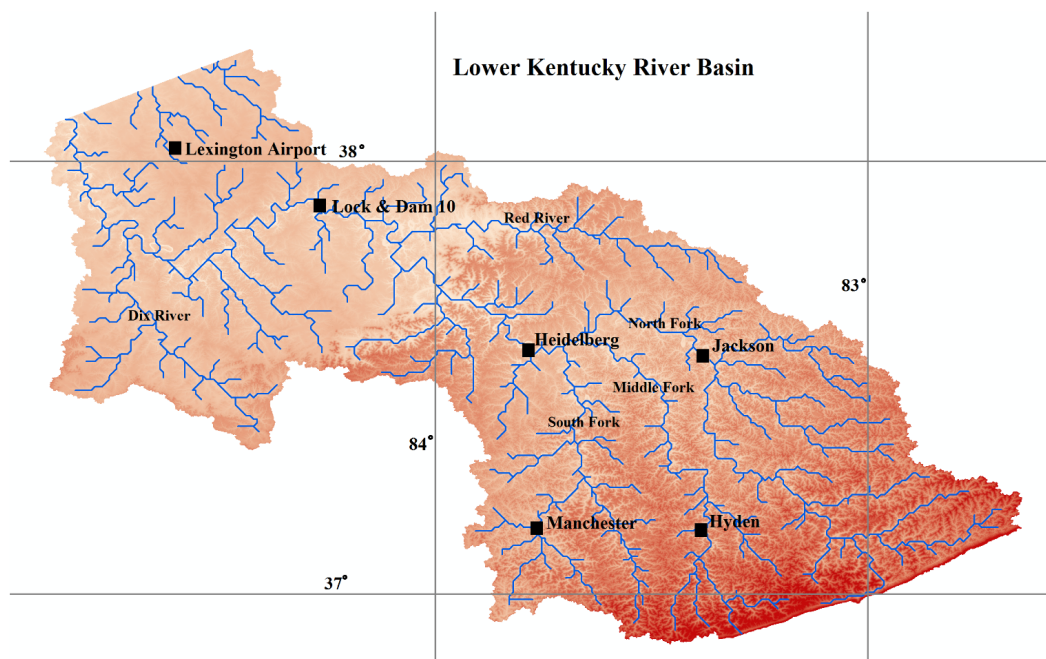 Lower Kentucky River Basin
Lexington Airport
38°
Lock & Dam 10
Red River
83°
Dix River
North Fork
Heidelberg
Jackson
Middle Fork
South Fork
84°
Manchester
Hyden
37°